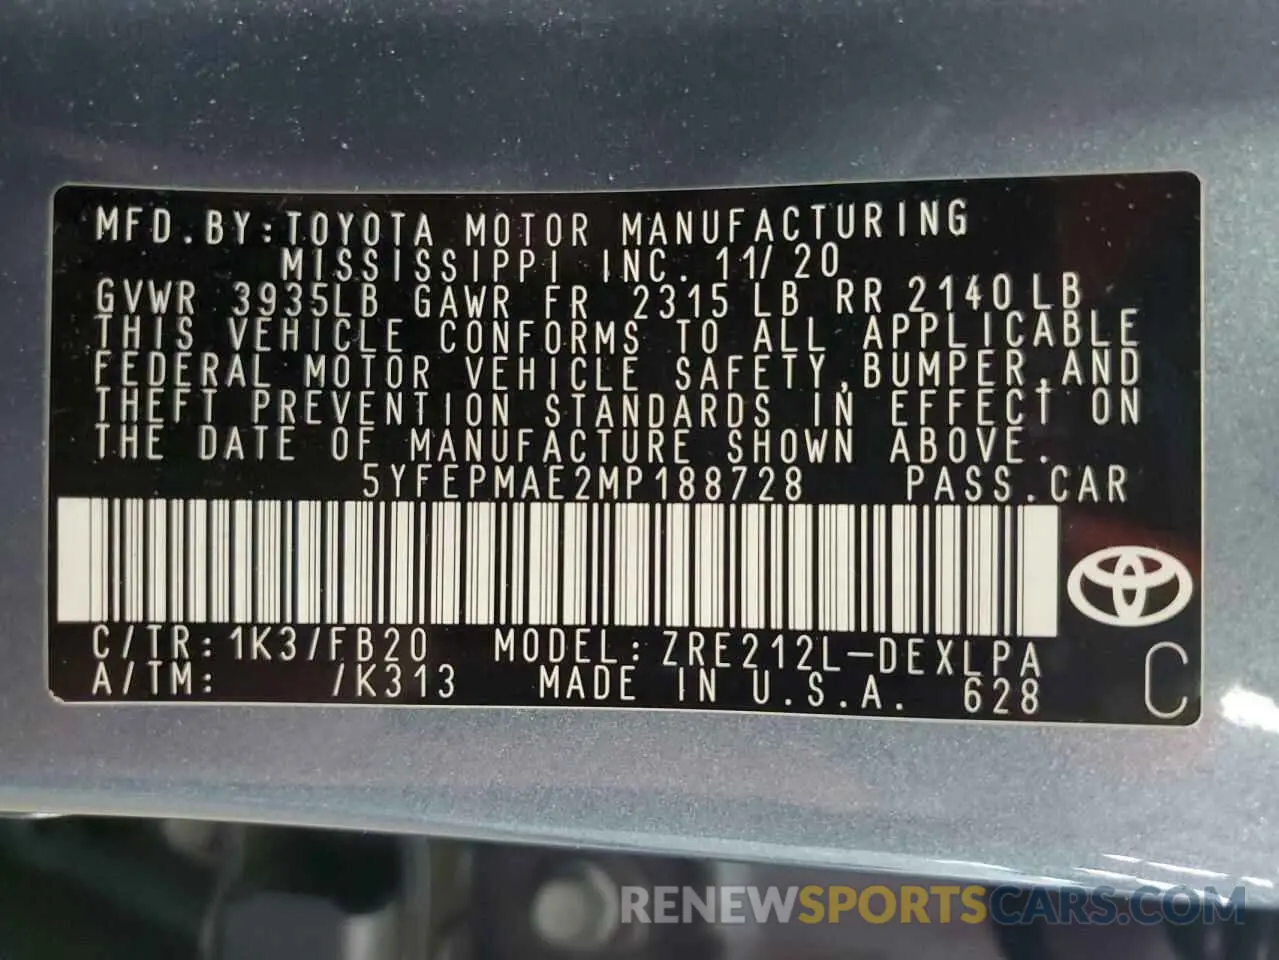 MFD.BY:TOYOTA MOTOR MANUFACTURING
MISSISSIPPI INC. 11/20
GVWR 3935LB GAWR FR 2315 LB RR 2140LB
THIS VEHICLE CONFORMS TO ALL APPLICABLE
FEDERAL MOTOR VEHICLE SAFETY,BUMPER,AND
THEFT PREVENTION STANDARDS IN EFFECT ON
THE DATE OF MANUFACTURE SHOWN ABOVE.
5YFEPMAE2MP188728 PASS.CAR
C/TR:1K3/FB20 MODEL:ZRE212L-DEXLPA
A/TM: /K313 MADE IN U.S.A. 628 C
RENEWSPORTSCARS.COM